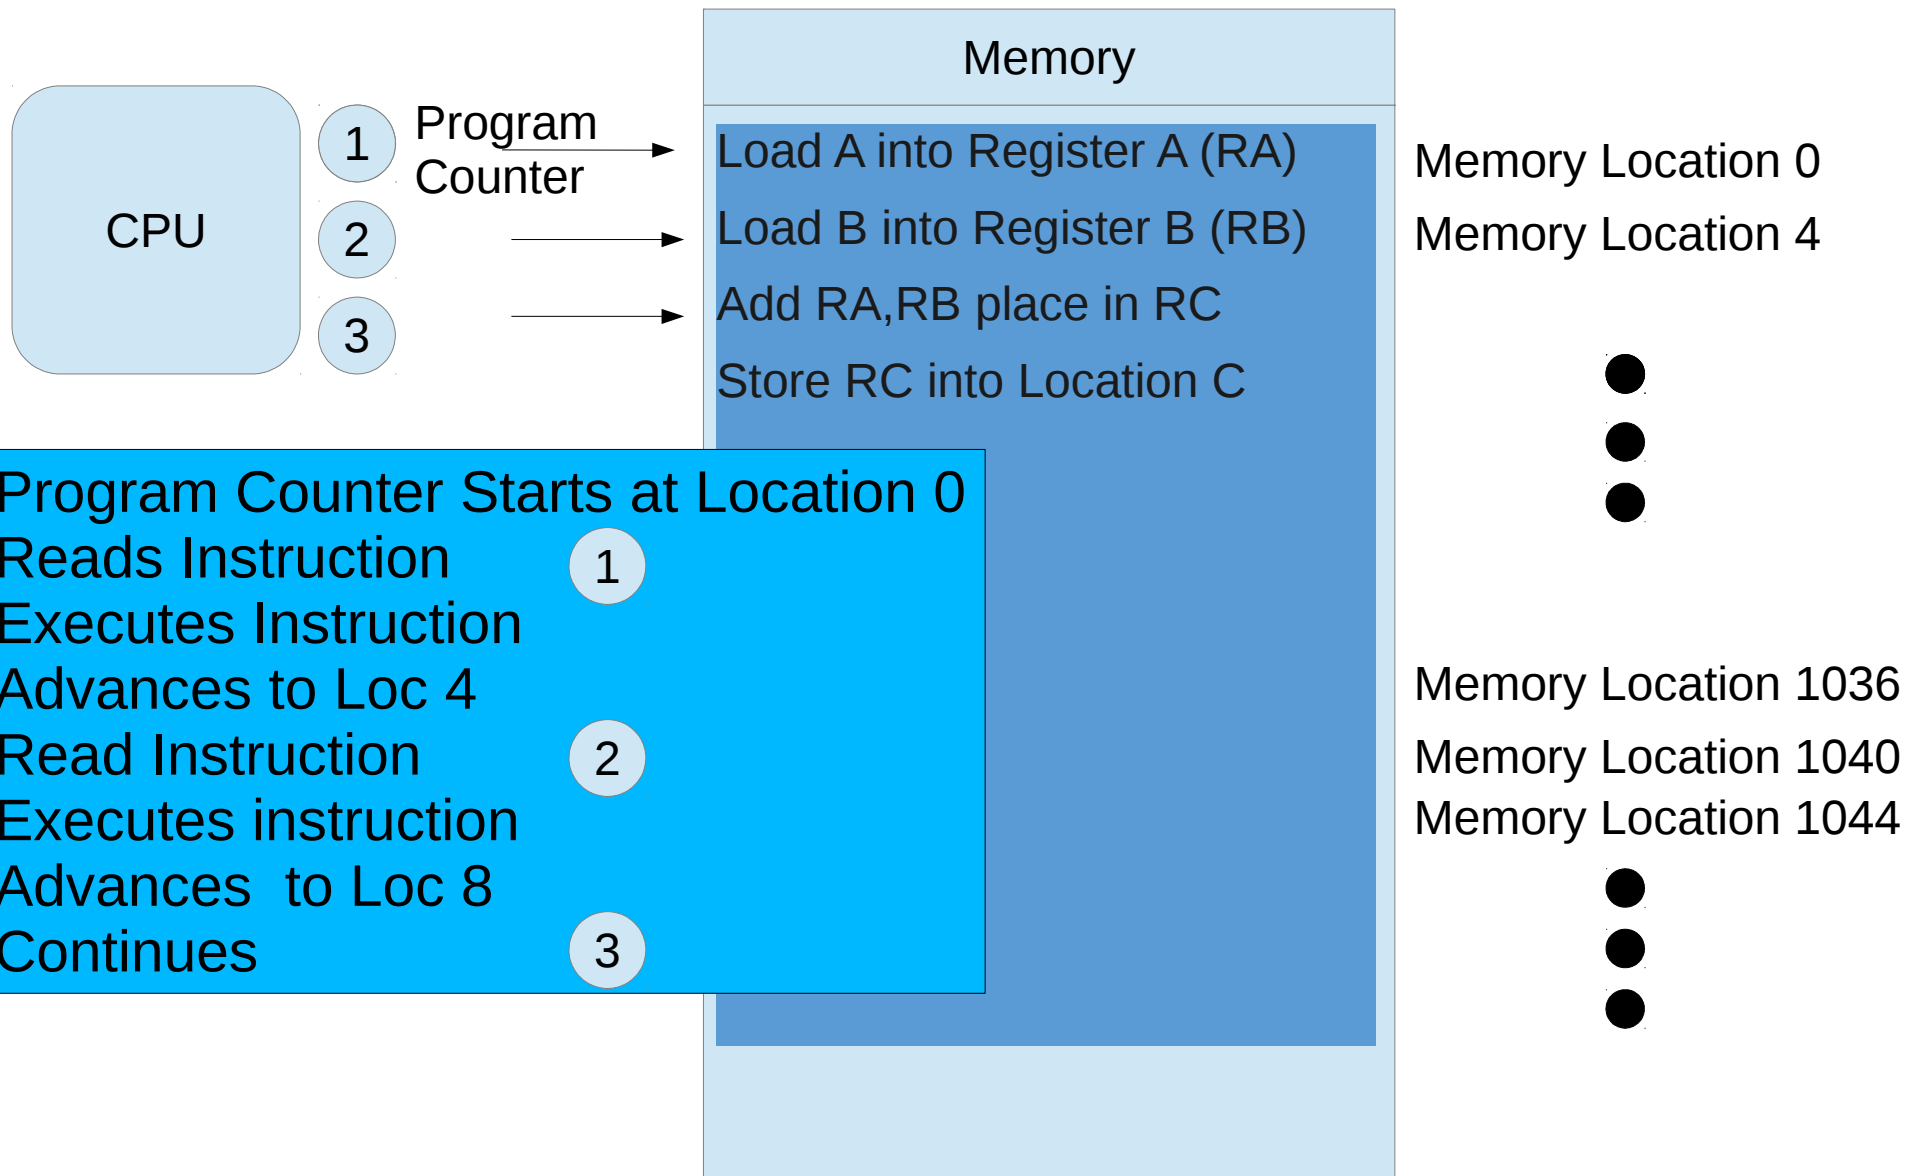 Memory
CPU
1
2
3
Program
Counter
Load A into Register A (RA)
Load B into Register B (RB)
Add RA,RB place in RC
Store RC into Location C
Memory Location 0
Memory Location 4
Program Counter Starts at Location 0
Reads Instruction 1
Executes Instruction
Advances to Loc 4
Read Instruction 2
Executes instruction
Advances  to Loc 8
Continues 3
Memory Location 1036
Memory Location 1040
Memory Location 1044